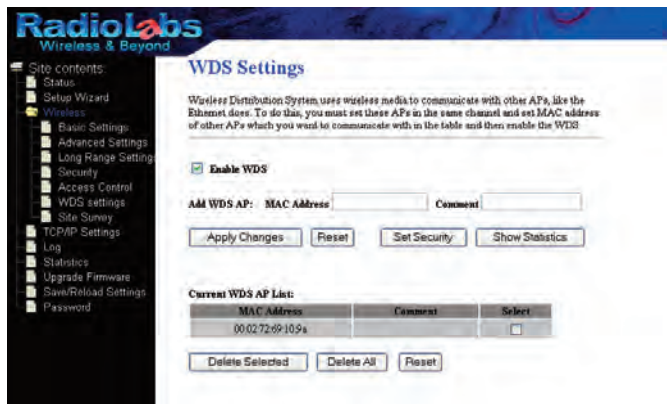 RadioLabs
Wireless & Beyond
Site contents:
Status
Setup Wizard
Wireless
Basic Settings
Advanced Settings
Long Range Setting
Security
Access Control
WDS settings
Site Survey
TCP/IP Settings
Log
Statistics
Upgrade Firmware
Save/Reload Settings
Password
WDS Settings
Wireless Distribution System uses wireless media to communicate with other APs, like the
Ethernet does. To do this, you must set these APs in the same channel and set MAC address
of other APs which you want to communicate with in the table and then enable the WDS
Enable WDS
Add WDS AP: MAC Address Comment
Apply Changes Reset Set Security Show Statistics
Current WDS AP List:
MAC Address Comment Select
00:02:72:69:10:9a
Delete Selected Delete All Reset